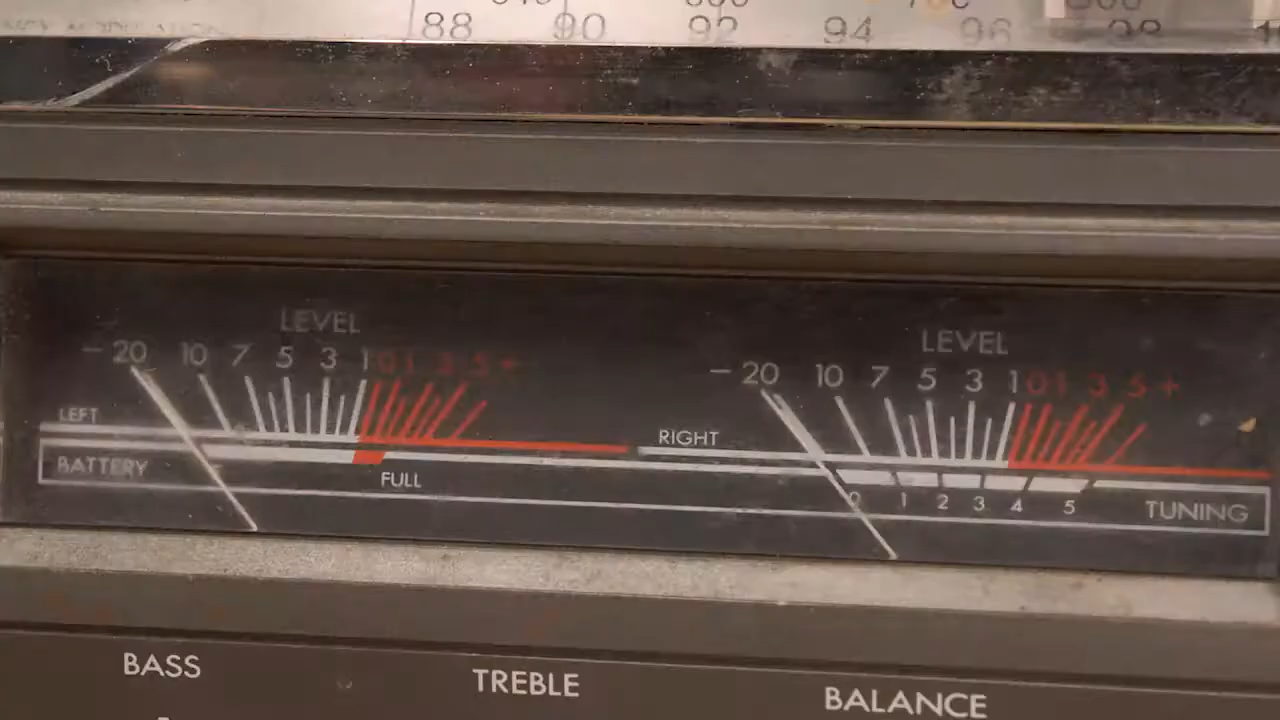 88 90 92 94 96 98
LEVEL
- 20 10 7 5 3 1 0 1 3 5 +
LEFT
BATTERY
FULL
LEVEL
- 20 10 7 5 3 1 0 1 3 5 +
RIGHT
0 1 2 3 4 5
TUNING
BASS
TREBLE
BALANCE